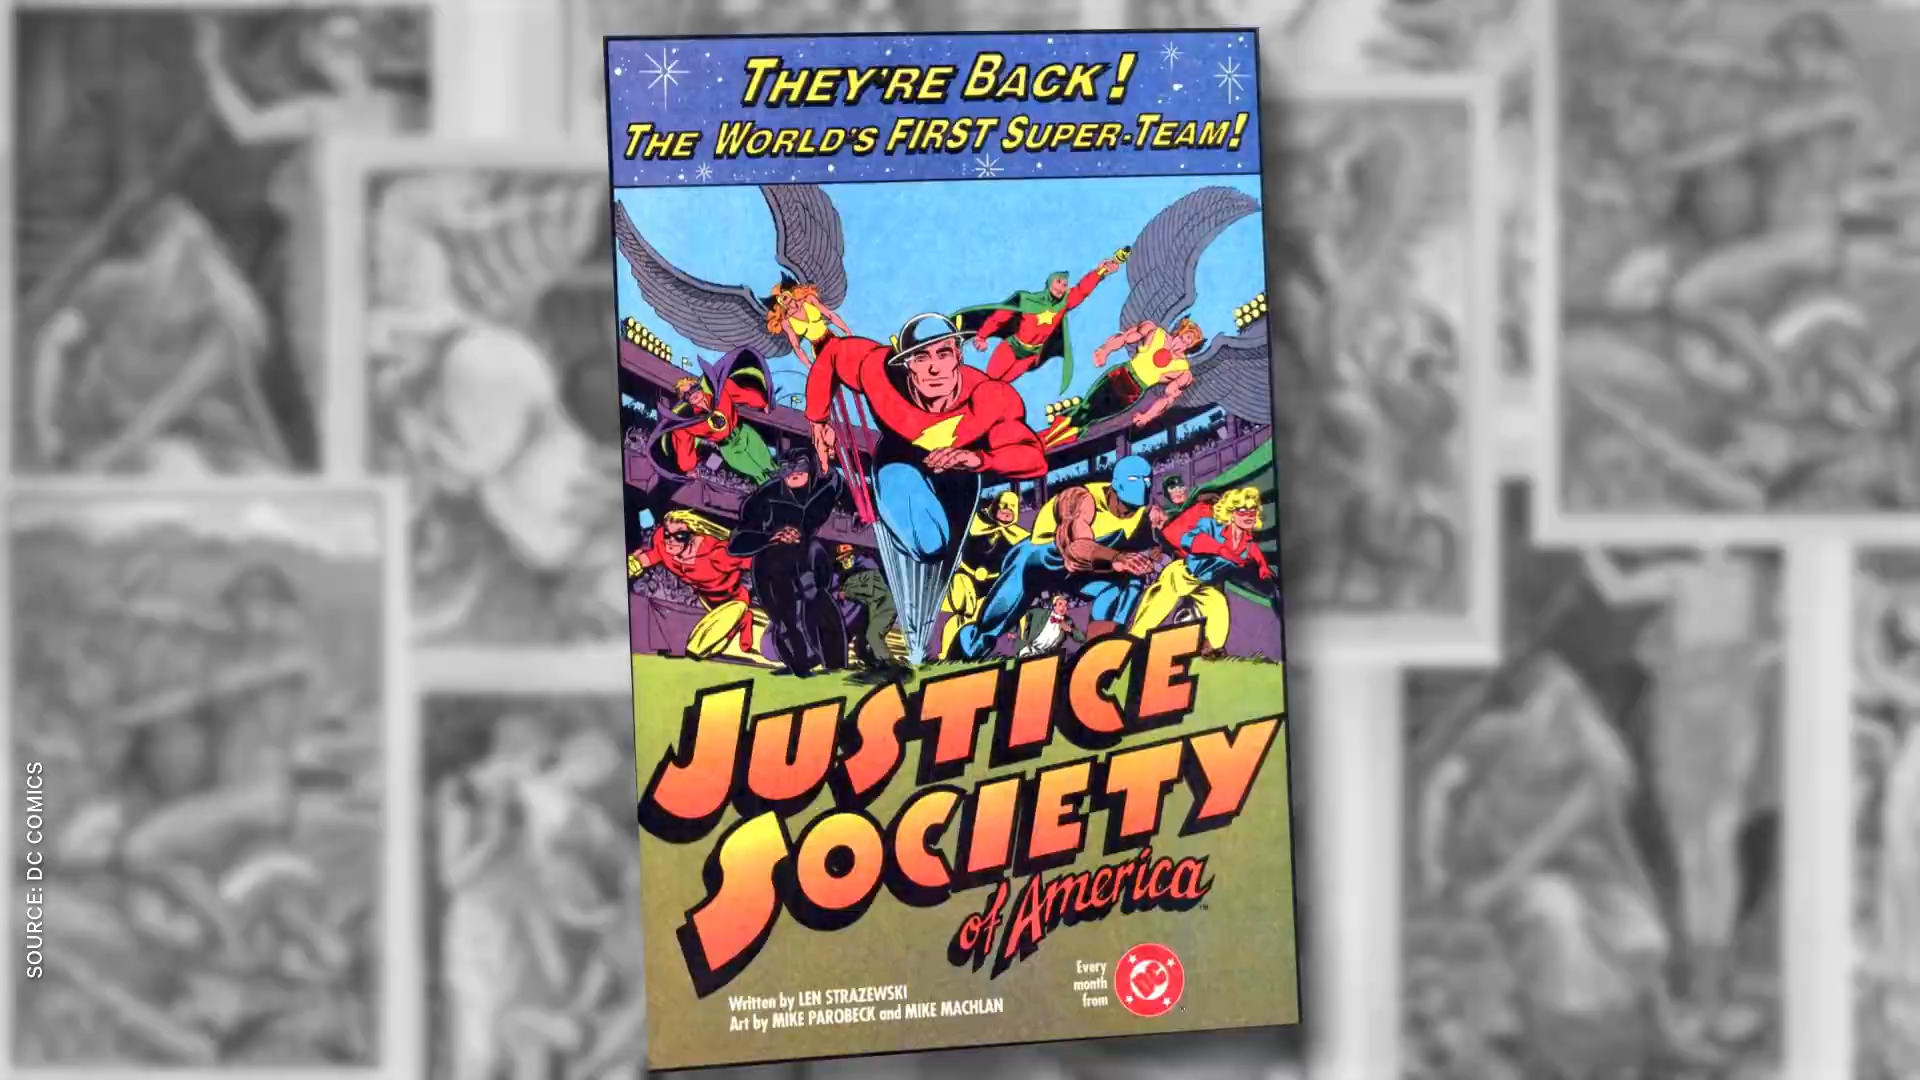 THEY'RE BACK!
THE WORLD'S FIRST SUPER-TEAM!
JUSTICE
SOCIETY
of America
TM
Written by LEN STRAZEWSKI
Art by MIKE PAROBECK and MIKE MACHLAN
Every
month
from
DC
SOURCE: DC COMICS